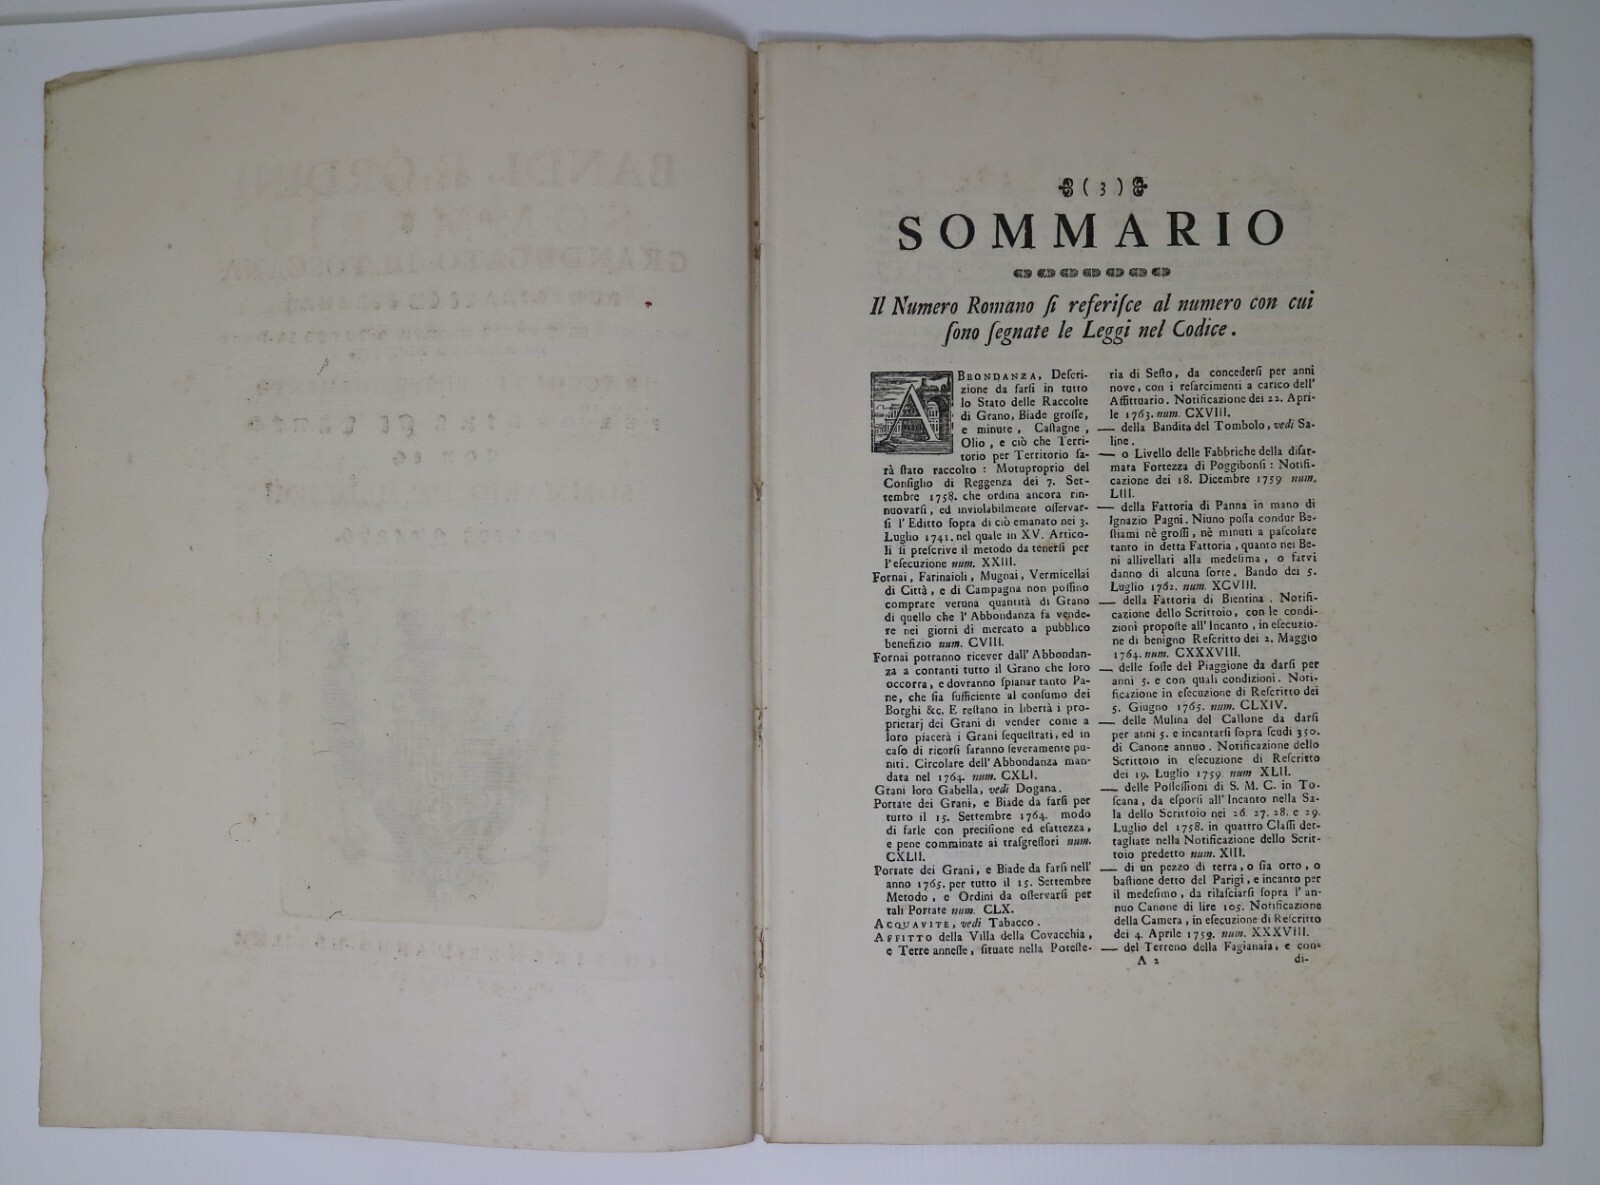 ( 3 )
SOMMARIO
Il Numero Romano ſi referiſce al numero con cui
ſono ſegnate le Leggi nel Codice.
ABBONDANZA, Deſcri-
zione da farſi in tutto
lo Stato delle Raccolte
di Grano, Biade groſſe,
e minute, Caſtagne,
Olio, e ciò che Terri-
torio per Territorio ſa-
rà ſtato raccolto: Motuproprio del
Conſiglio di Reggenza dei 7. Set-
tembre 1758. che ordina ancora rin-
nuovarſi, ed inviolabilmente oſſervar-
ſi l'Editto ſopra di ciò emanato nei 3.
Luglio 1741. nel quale in XV. Artico-
li ſi preſcrive il metodo da tenerſi per
l'eſecuzione num. XXIII.
Fornai, Farinaioli, Mugnai, Vermicellai
di Città, e di Campagna non poſſino
comprare veruna quantità di Grano
di quello che l'Abbondanza fa vende-
re nei giorni di mercato a pubblico
benefizio num. CVIII.
Fornai potranno ricever dall'Abbondan-
za a contanti tutto il Grano che loro
occorra, e dovranno ſpianar tanto Pa-
ne, che ſia ſufficiente al conſumo dei
Borghi &c. E reſtano in libertà i pro-
prietarj dei Grani di vender come a
loro piacerà i Grani ſequeſtrati, ed in
caſo di ricorſi ſaranno ſeveramente pu-
niti. Circolare dell'Abbondanza man-
data nel 1764. num. CXLI.
Grani loro Gabella, vedi Dogana.
Portate dei Grani, e Biade da farſi per
tutto il 15. Settembre 1764. modo
di farle con preciſione ed eſattezza,
e pene comminate ai traſgreſſori num.
CXLII.
Portate dei Grani, e Biade da farſi nell'
anno 1765. per tutto il 15. Settembre
Metodo, e Ordini da oſſervarſi per
tali Portate num. CLX.
ACQUAVITE, vedi Tabacco.
AFFITTO della Villa della Covacchia,
e Terre anneſſe, ſituate nella Poteſte-
ria di Seſto, da concederſi per anni
nove, con i reſarcimenti a carico dell'
Affittuario. Notificazione dei 22. Apri-
le 1763. num. CXVIII.
— della Bandita del Tombolo, vedi Sa-
line.
— o Livello delle Fabbriche della diſar-
mata Fortezza di Poggibonſi: Notifi-
cazione dei 18. Dicembre 1759 num.
LIII.
— della Fattoria di Panna in mano di
Ignazio Pagni. Niuno poſſa condur Be-
ſtiami nè groſſi, nè minuti a paſcolare
tanto in detta Fattoria, quanto nei Be-
ni allivellati alla medeſima, o farvi
danno di alcuna ſorte. Bando dei 5.
Luglio 1762. num. XCVIII.
— della Fattoria di Bientina. Notifi-
cazione dello Scrittoio, con le condi-
zioni propoſte all'Incanto, in eſecuzio-
ne di benigno Reſcritto dei 2. Maggio
1764. num. CXXXVIII.
— delle foſſe del Piaggione da darſi per
anni 5. e con quali condizioni. Noti-
ficazione in eſecuzione di Reſcritto dei
5. Giugno 1765. num. CLXIV.
— delle Mulina del Callone da darſi
per anni 5. e incantarſi ſopra ſcudi 350.
di Canone annuo. Notificazione dello
Scrittoio in eſecuzione di Reſcritto
dei 19. Luglio 1759. num XLII.
— delle Poſſeſſioni di S. M. C. in To-
ſcana, da eſporſi all'Incanto nella Sa-
la dello Scrittoio nei 26. 27. 28. e 29.
Luglio del 1758. in quattro Claſſi det-
tagliate nella Notificazione dello Scrit-
toio predetto num. XIII.
— di un pezzo di terra, o ſia orto, o
baſtione detto del Parigi, e incanto per
il medeſimo, da rilaſciarſi ſopra l'an-
nuo Canone di lire 105. Notificazione
della Camera, in eſecuzione di Reſcritto
dei 4. Aprile 1759. num. XXXVIII.
— del Terreno della Fagianaia, e con-
A 2 di-